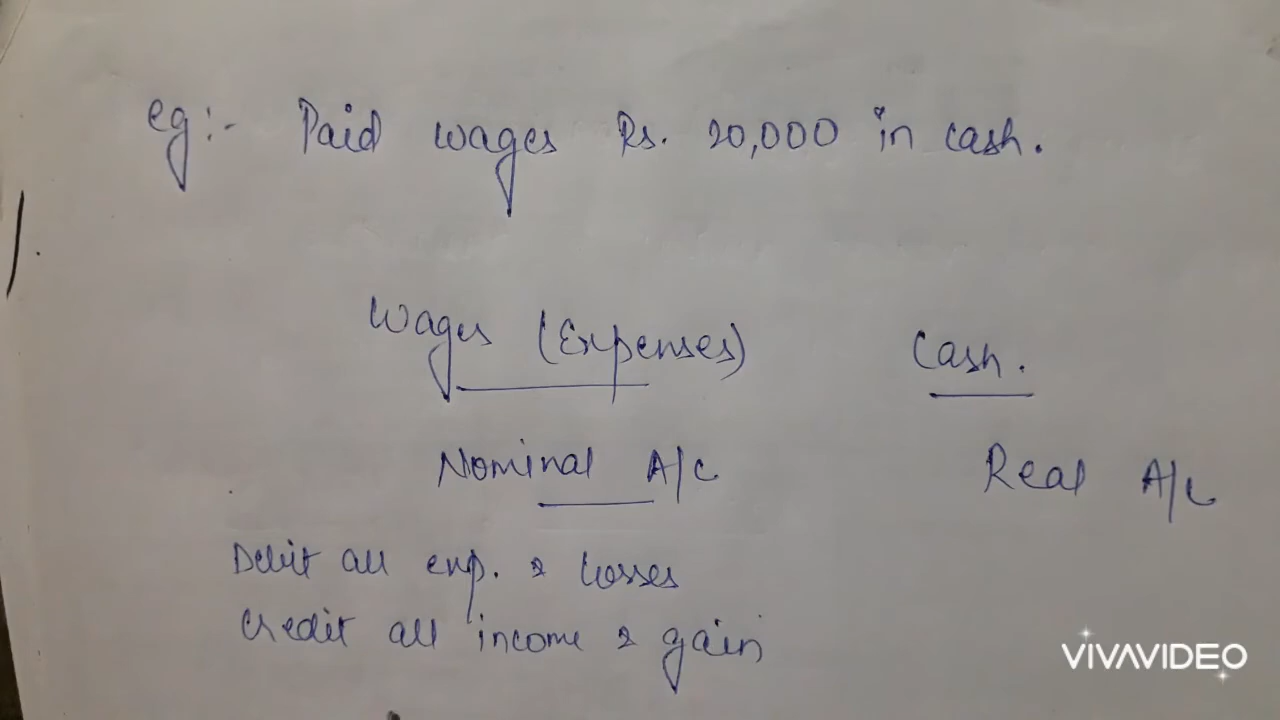 eg:- Paid wages Rs. 20,000 in cash.
Wages (Expenses) Cash.
Nominal A/c Real A/c
Debit all exp. & losses
Credit all income & gain
VIVAVIDEO